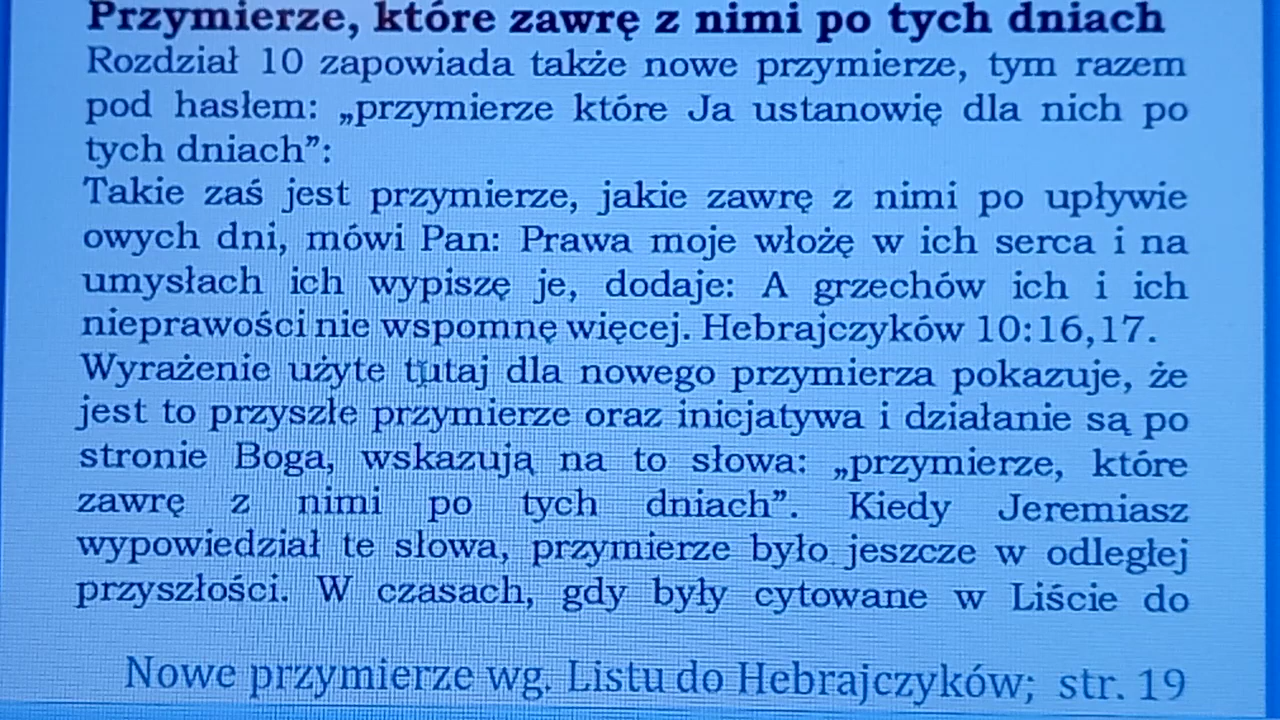 Przymierze, które zawrę z nimi po tych dniach
Rozdział 10 zapowiada także nowe przymierze, tym razem
pod hasłem: „przymierze które Ja ustanowię dla nich po
tych dniach”:
Takie zaś jest przymierze, jakie zawrę z nimi po upływie
owych dni, mówi Pan: Prawa moje włożę w ich serca i na
umysłach ich wypiszę je, dodaje: A grzechów ich i ich
nieprawości nie wspomnę więcej. Hebrajczyków 10:16,17.
Wyrażenie użyte tutaj dla nowego przymierza pokazuje, że
jest to przyszłe przymierze oraz inicjatywa i działanie są po
stronie Boga, wskazują na to słowa: „przymierze, które
zawrę z nimi po tych dniach”. Kiedy Jeremiasz
wypowiedział te słowa, przymierze było jeszcze w odległej
przyszłości. W czasach, gdy były cytowane w Liście do
Nowe przymierze wg. Listu do Hebrajczyków; str. 19